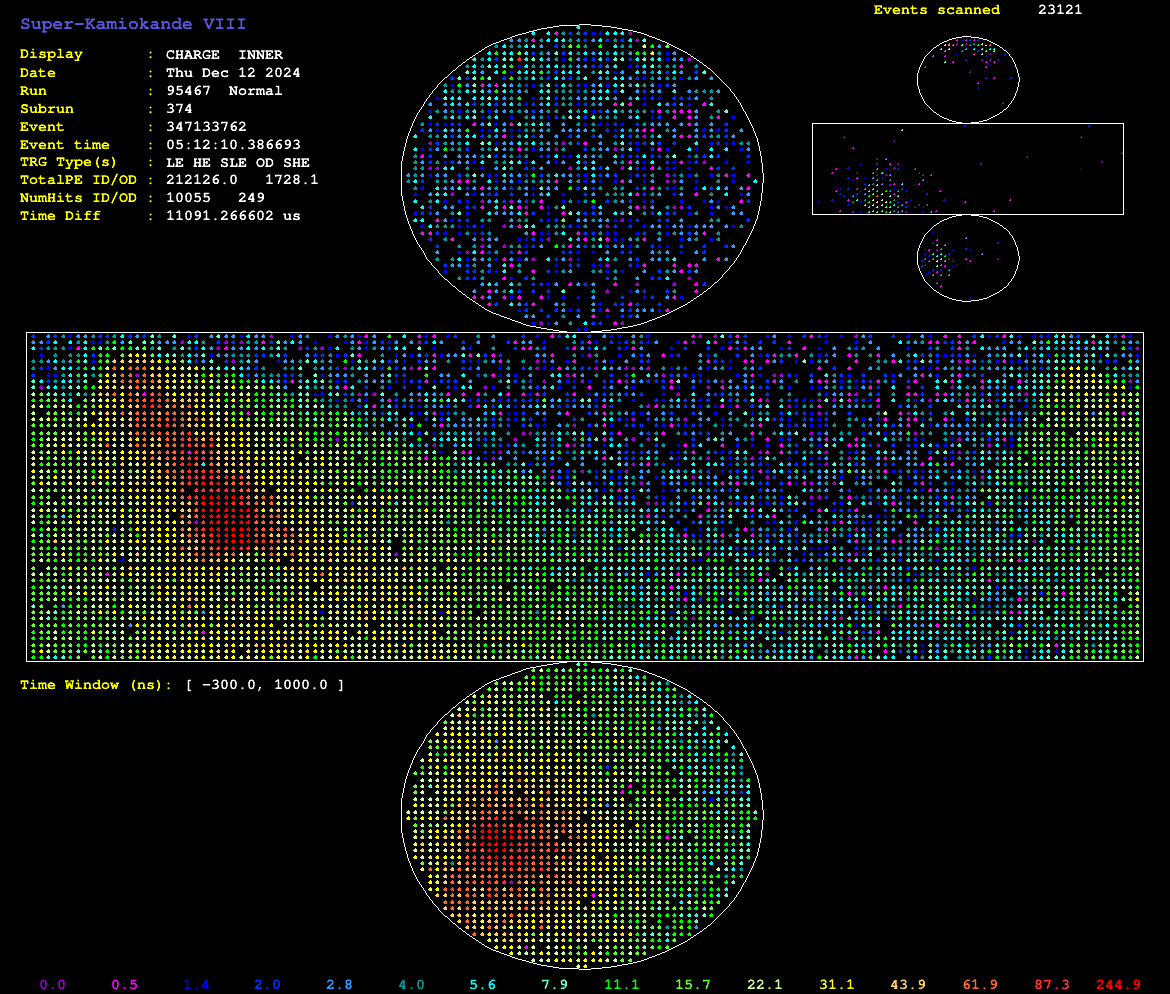 Super-Kamiokande VIII
Events scanned 23121
Display : CHARGE INNER
Date : Thu Dec 12 2024
Run : 95467 Normal
Subrun : 374
Event : 347133762
Event time : 05:12:10.386693
TRG Type(s) : LE HE SLE OD SHE
TotalPE ID/OD : 212126.0 1728.1
NumHits ID/OD : 10055 249
Time Diff : 11091.266602 us
Time Window (ns): [ −300.0, 1000.0 ]
0.0 0.5 1.4 2.0 2.8 4.0 5.6 7.9 11.1 15.7 22.1 31.1 43.9 61.9 87.3 244.9